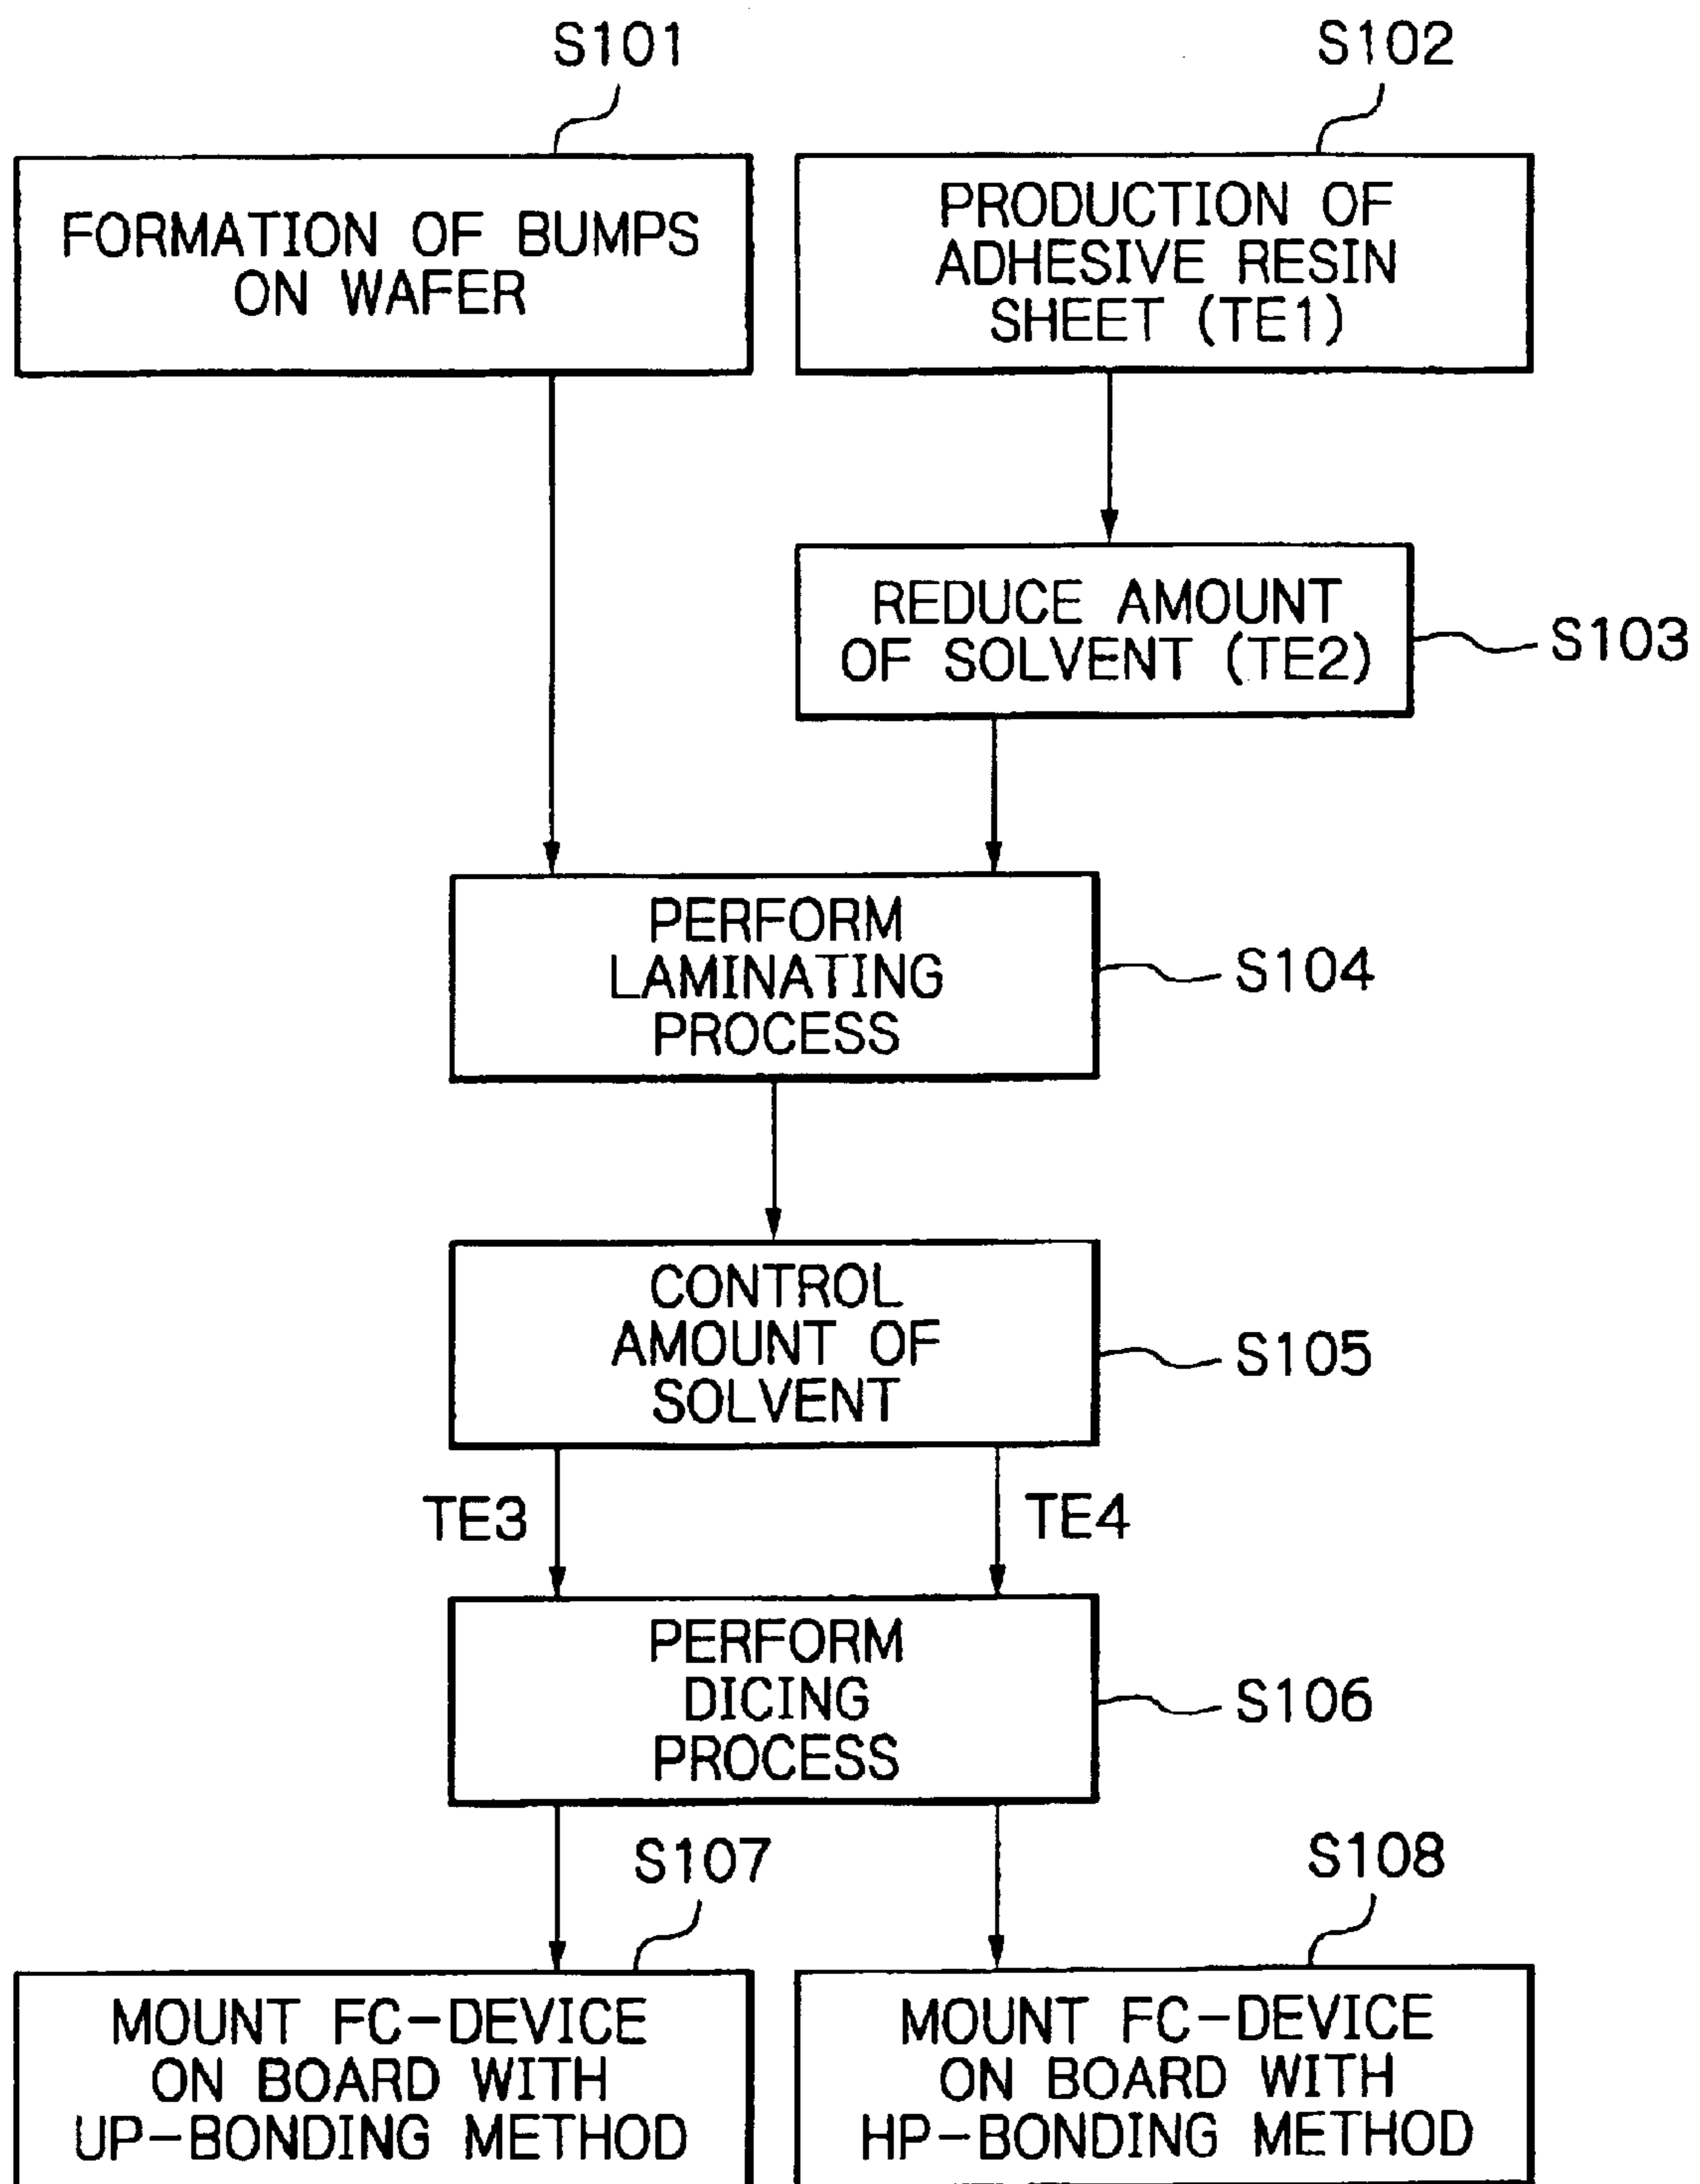 S101
S102
FORMATION OF BUMPS
ON WAFER
PRODUCTION OF
ADHESIVE RESIN
SHEET (TE1)
REDUCE AMOUNT
OF SOLVENT (TE2)
S103
PERFORM
LAMINATING
PROCESS
S104
CONTROL
AMOUNT OF
SOLVENT
S105
TE3
TE4
PERFORM
DICING
PROCESS
S106
S107
S108
MOUNT FC-DEVICE
ON BOARD WITH
UP-BONDING METHOD
MOUNT FC-DEVICE
ON BOARD WITH
HP-BONDING METHOD